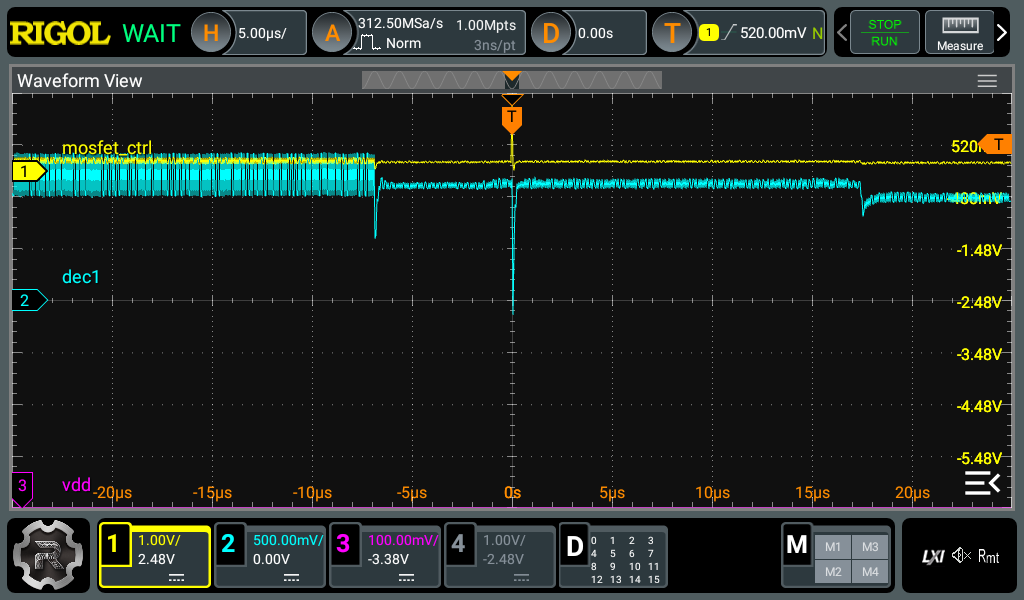 RIGOL WAIT H 5.00µs/ A 312.50MSa/s 1.00Mpts D 0.00s T 1 520.00mV N STOP
Norm 3ns/pt RUN Measure
Waveform View
T
mosfet_ctrl
520m T
1
480mV
-1.48V
dec1
2
-2.48V
-3.48V
-4.48V
-5.48V
3 vdd -20µs -15µs -10µs -5µs 0s 5µs 10µs 15µs 20µs
1 1.00V/ 2 500.00mV/ 3 100.00mV/ 4 1.00V/ D 0 1 2 3 M M1 M3
2.48V 0.00V -3.38V -2.48V 4 5 6 7 LXI Rmt
8 9 10 11 M2 M4
12 13 14 15